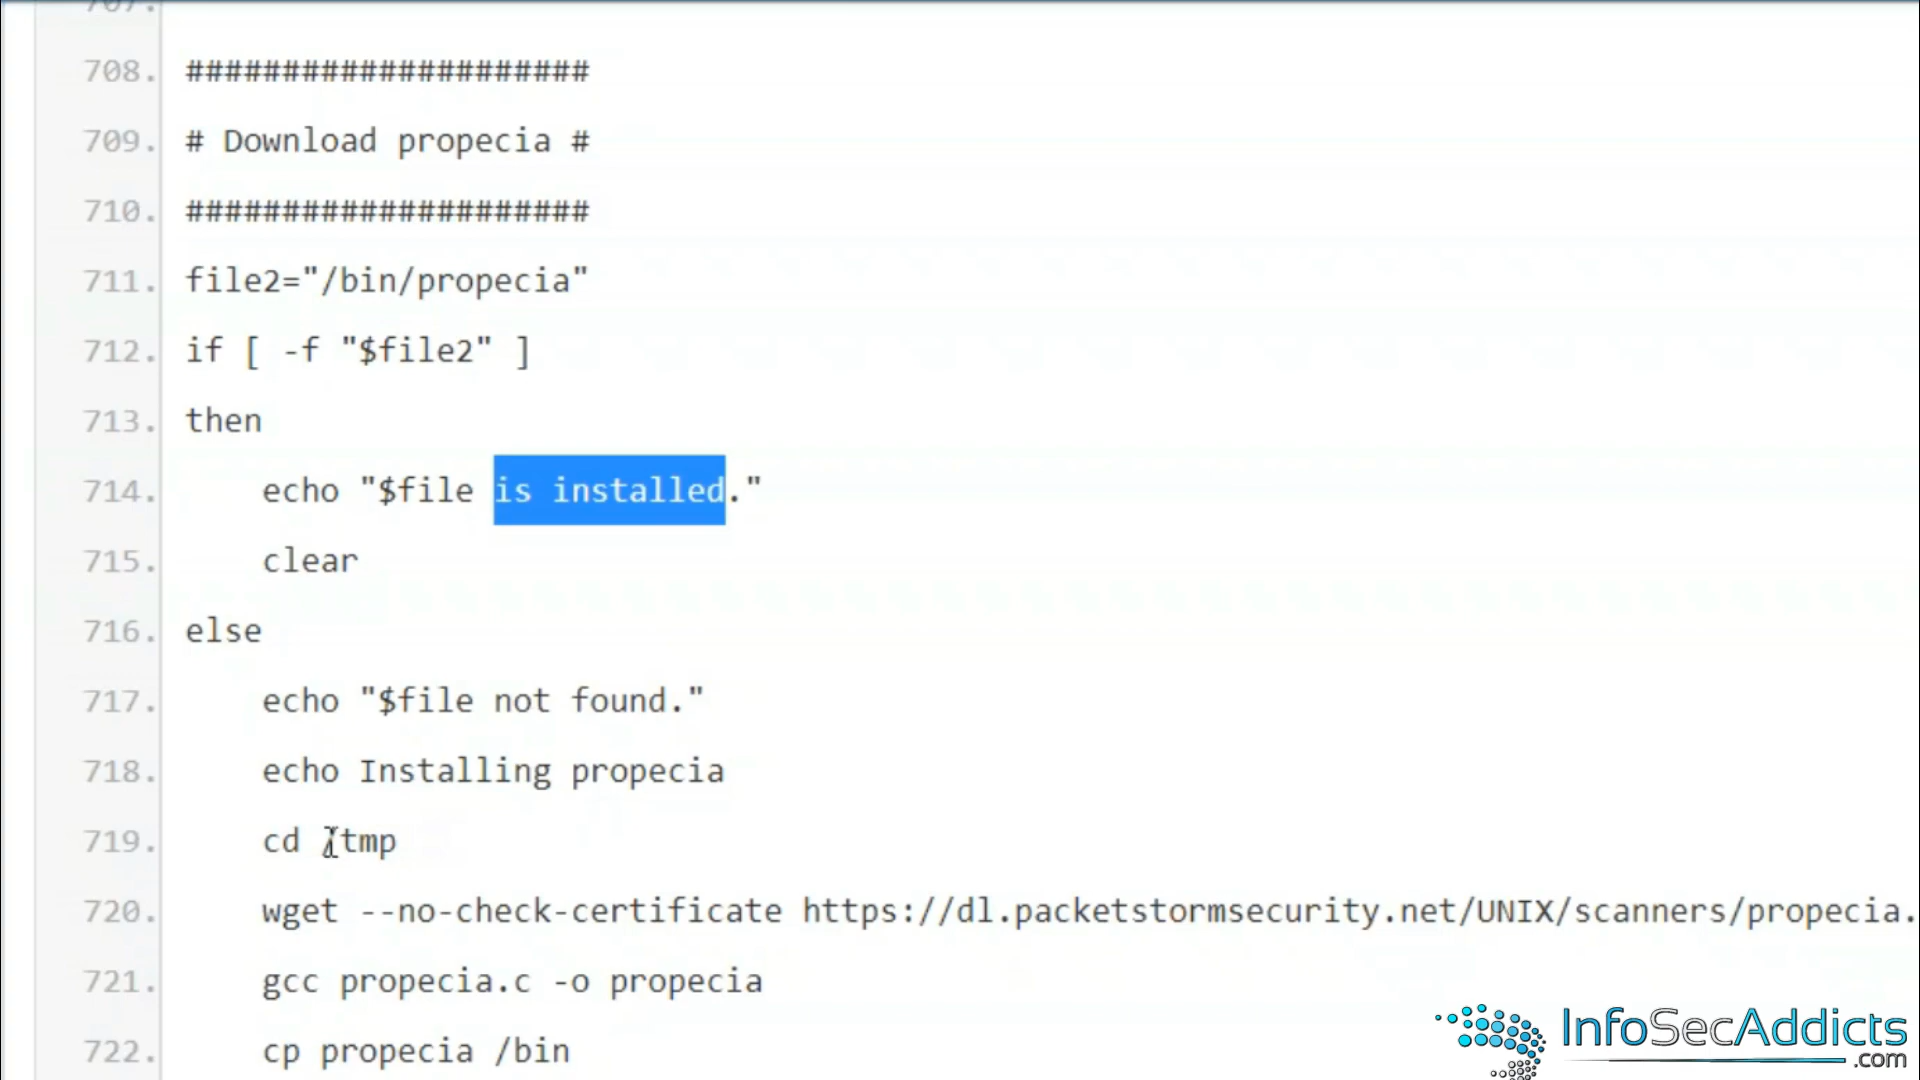 707.
708. #####################
709. # Download propecia #
710. #####################
711. file2="/bin/propecia"
712. if [ -f "$file2" ]
713. then
714. echo "$file is installed."
715. clear
716. else
717. echo "$file not found."
718. echo Installing propecia
719. cd /tmp
720. wget --no-check-certificate https://dl.packetstormsecurity.net/UNIX/scanners/propecia.
721. gcc propecia.c -o propecia
722. cp propecia /bin
InfoSecAddicts
.com